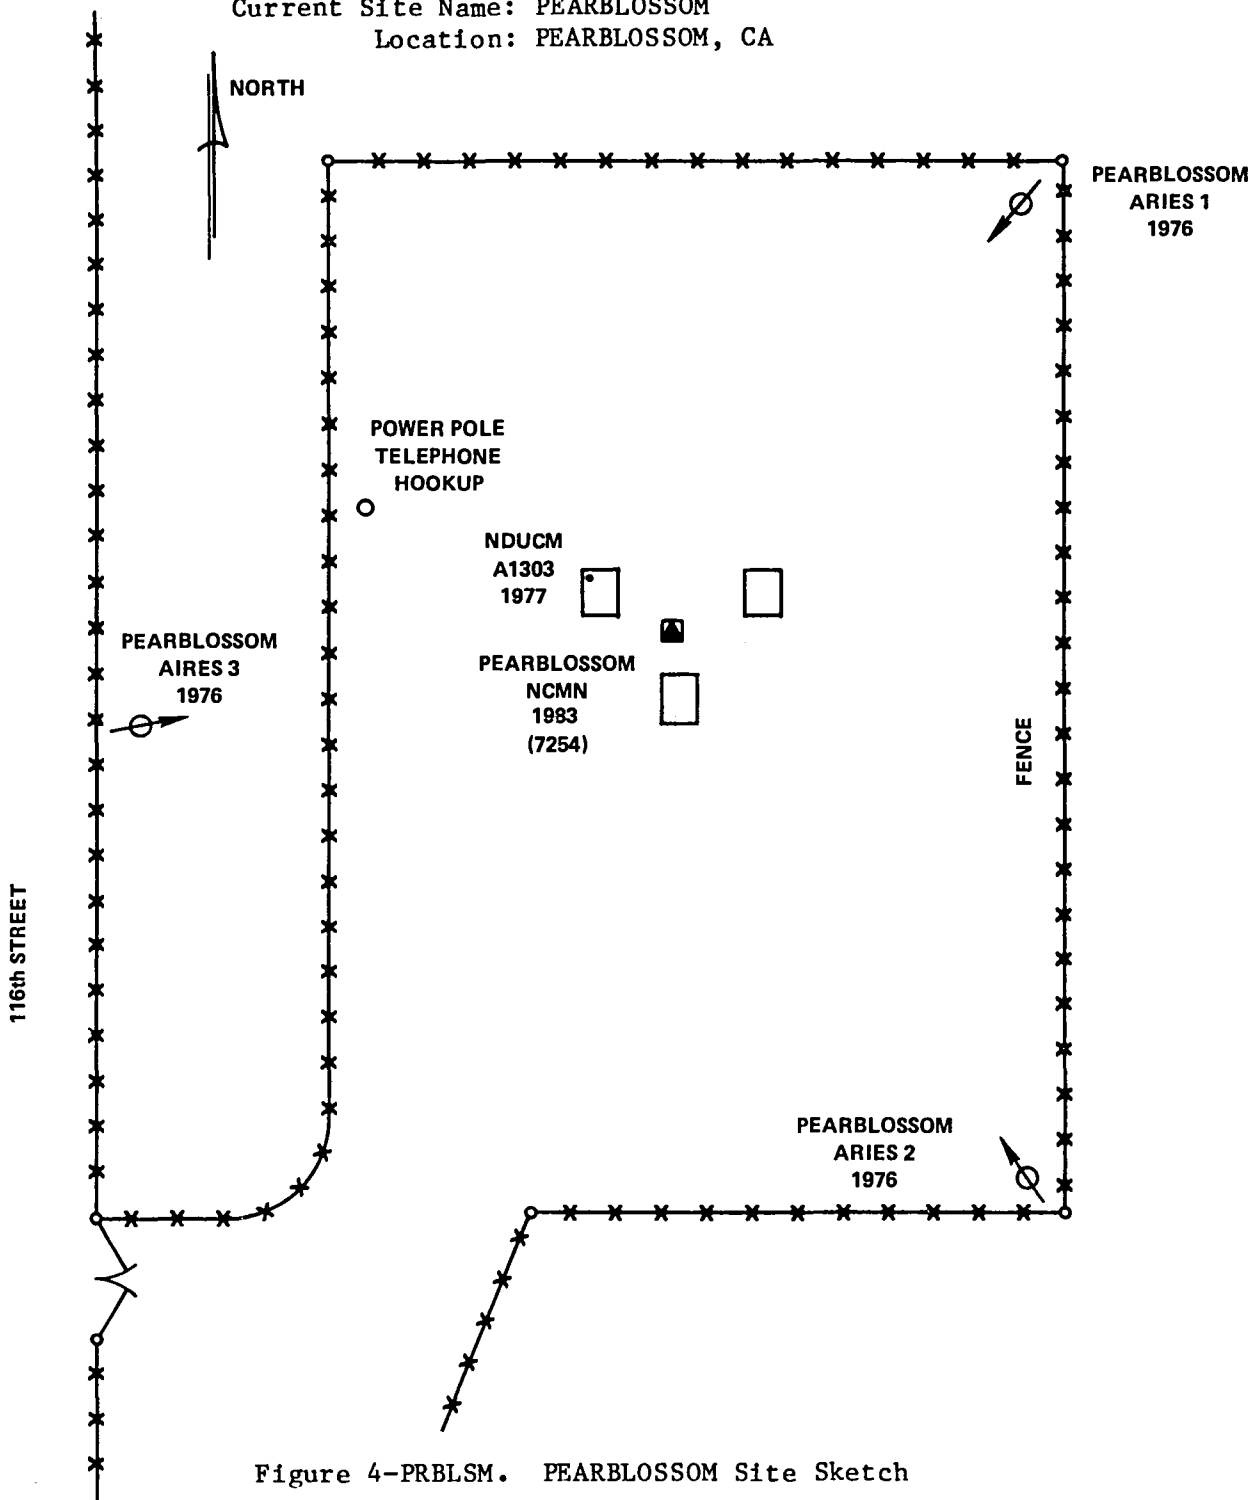 Current Site Name: PEARBLOSSOM
Location: PEARBLOSSOM, CA
NORTH
PEARBLOSSOM
ARIES 1
1976
POWER POLE
TELEPHONE
HOOKUP
NDUCM
A1303
1977
PEARBLOSSOM
AIRES 3
1976
PEARBLOSSOM
NCMN
1983
(7254)
FENCE
116th STREET
PEARBLOSSOM
ARIES 2
1976
Figure 4-PRBLSM. PEARBLOSSOM Site Sketch